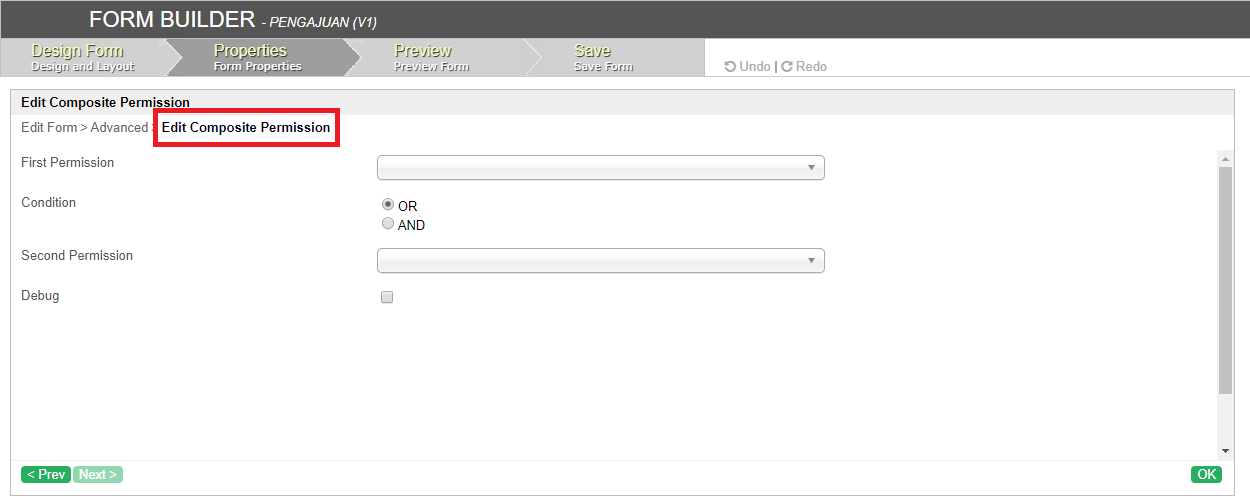 FORM BUILDER - PENGAJUAN (V1)
Design Form
Design and Layout
Properties
Form Properties
Preview
Preview Form
Save
Save Form
Undo | Redo
Edit Composite Permission
Edit Form > Advanced > Edit Composite Permission
First Permission
Condition
OR
AND
Second Permission
Debug
< Prev Next > OK